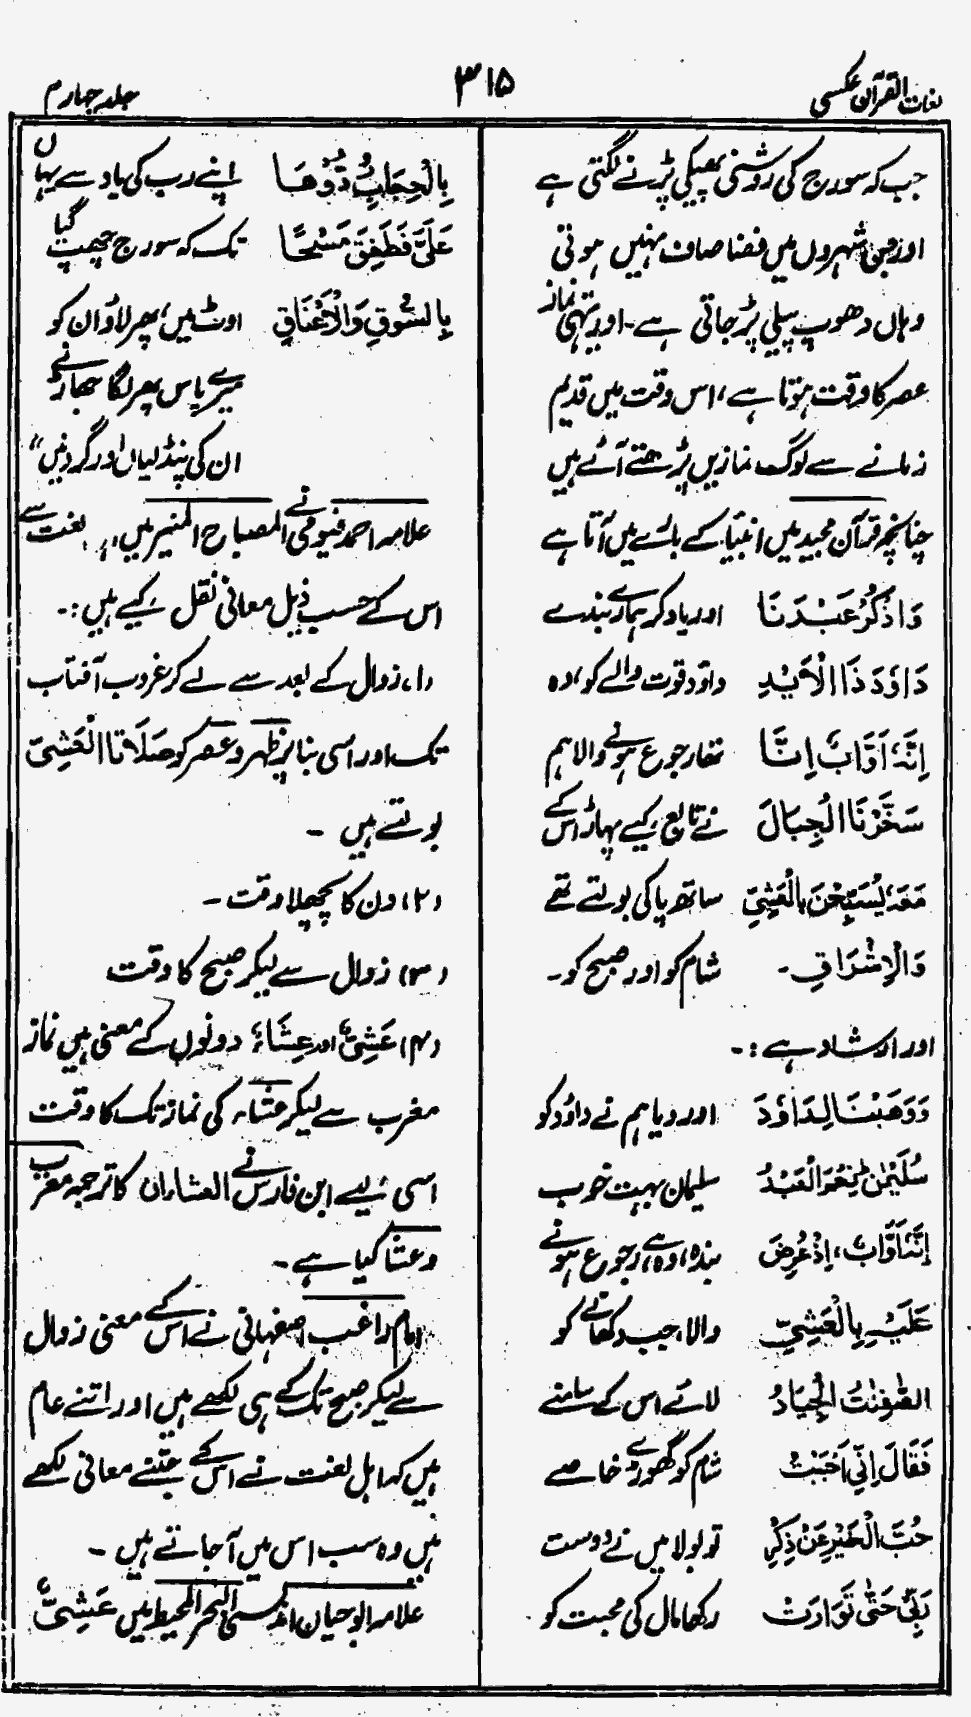 لغات القرآن عکسی
۳۱۵
جلد چہارم
جب کہ سورج کی روشنی پھیکی پڑنے لگتی ہے
اور جن شہروں میں فضا صاف نہیں ہوتی
وہاں دھوپ پیلی پڑ جاتی ہے۔ اور یہی نماز
عصر کا وقت ہوتا ہے، اس وقت میں قدیم
زمانے سے لوگ نمازیں پڑھتے آئے ہیں
چنانچہ قرآن مجید میں انبیا کے بارے میں آتا ہے
وَاذْكُرْ عَبْدَنَا اور یاد کر ہمارے بندے
دَاوٗدَ ذَا الْاَيْدِ داؤد قوت والے کو، وہ
اِنَّهٗ اَوَّابٌ اِنَّا تھا رجوع ہونے والا ہم
سَخَّرْنَا الْجِبَالَ نے تابع کیے پہاڑ اس کے
مَعَهٗ يُسَبِّحْنَ بِالْعَشِيِّ ساتھ پاکی بولتے تھے
وَالْاِشْرَاقِ۔ شام کو اور صبح کو۔
اور ارشاد ہے :۔
وَوَهَبْنَا لِدَاوٗدَ اور دیا ہم نے داؤد کو
سُلَيْمٰنَ نِعْمَ الْعَبْدُ سلیمان بہت خوب
اِنَّهٗ اَوَّابٌ، اِذْ عُرِضَ بندہ، وہ ہے رجوع ہونے
عَلَيْهِ بِالْعَشِيِّ والا، جب دکھانے کو
الصّٰفِنٰتُ الْجِيَادُ لائے اس کے سامنے
فَقَالَ اِنِّيْ اَحْبَبْتُ شام کو گھوڑے خاصے
حُبَّ الْخَيْرِ عَنْ ذِكْرِ تو بولا میں نے دوست
رَبِّيْ حَتّٰى تَوَارَتْ رکھا مال کی محبت کو
بِالْحِجَابِ رُدُّوْهَا اپنے رب کی یاد سے یہاں
عَلَيَّ فَطَفِقَ مَسْحًا تک کہ سورج چھپ گیا
بِالسُّوْقِ وَالْاَعْنَاقِ اوٹ میں، پھر لاؤ ان کو
میرے پاس پھر لگا جھاڑنے
ان کی پنڈلیاں اور گردنیں"
علامہ احمد فیومی نے المصباح المنیر میں لغت سے
اس کے حسب ذیل معانی نقل کیے ہیں :۔
(۱) زوال کے بعد سے لے کر غروب آفتاب
تک، اور اسی بنا پر ظہر و عصر کو صَلَاتَا الْعَشِيِّ
بولتے ہیں ۔
(۲) دن کا پچھلا وقت ۔
(۳) زوال سے لیکر صبح کا وقت
(۴) عَشِيٌّ اور عِشَاءٌ دونوں کے معنی ہیں نماز
مغرب سے لیکر عشاء کی نماز تک کا وقت
اسی لیے ابن فارس نے العشاءان کا ترجمہ مغرب
و عشا کیا ہے ۔
امام راغب اصفہانی نے اس کے معنی زوال
سے لیکر صبح تک کے ہی لکھے ہیں اور اتنے عام
ہیں کہ اہل لغت نے اس کے جتنے معانی لکھے
ہیں وہ سب اس میں آ جاتے ہیں ۔
علامہ ابو حیان اندلسی البحر المحیط میں عَشِيٌّ